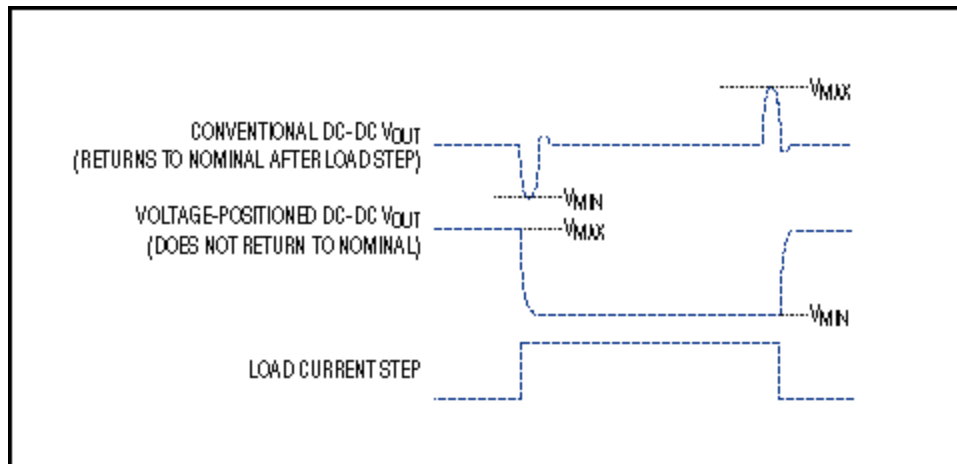 VMAX
CONVENTIONAL DC-DC VOUT
(RETURNS TO NOMINAL AFTER LOAD STEP)
VMIN
VOLTAGE-POSITIONED DC-DC VOUT
VMAX
(DOES NOT RETURN TO NOMINAL)
VMIN
LOAD CURRENT STEP